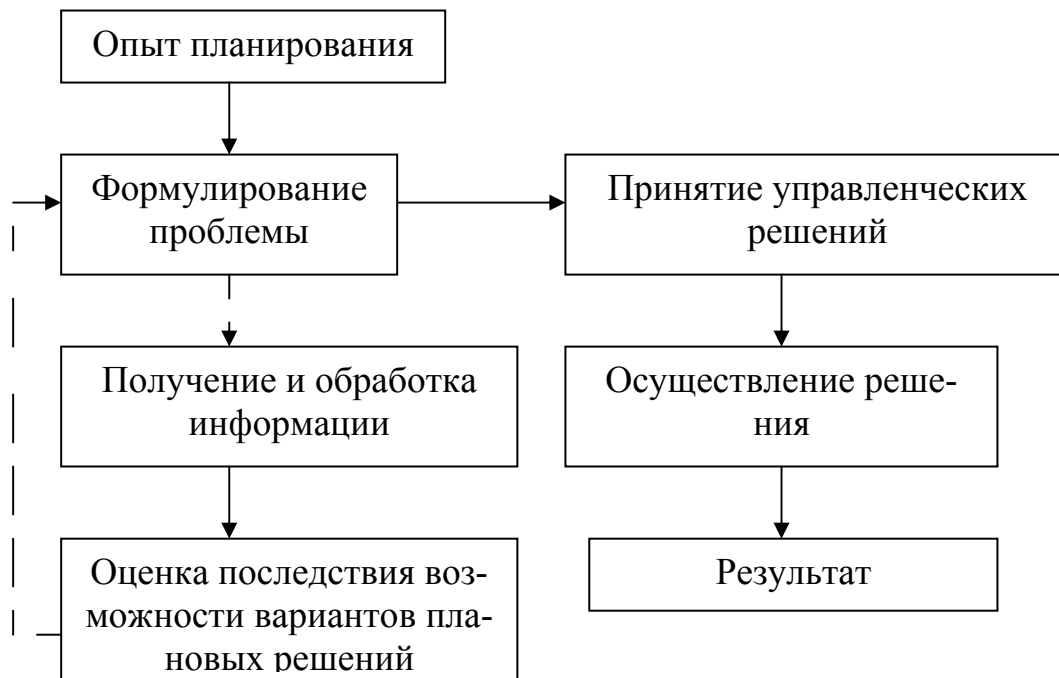 Опыт планирования
Формулирование
проблемы
Принятие управленческих
решений
Получение и обработка
информации
Осуществление реше-
ния
Оценка последствия воз-
можности вариантов пла-
новых решений
Результат